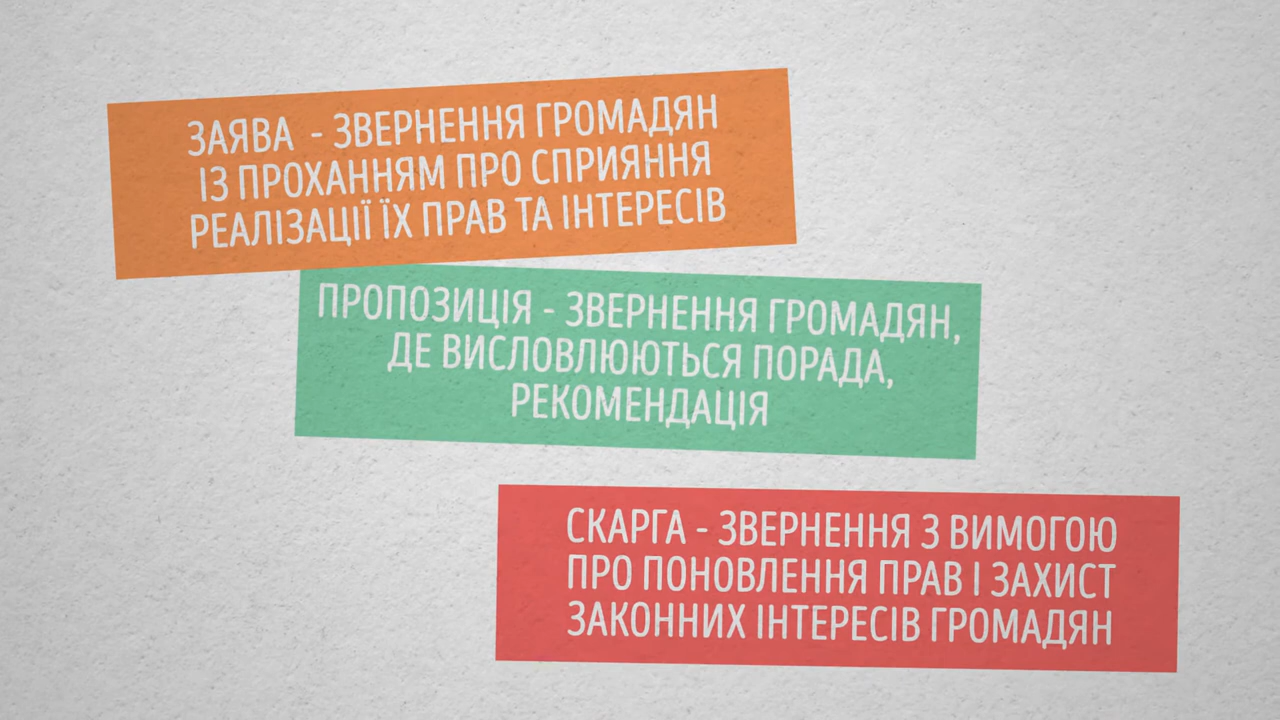 ЗАЯВА - ЗВЕРНЕННЯ ГРОМАДЯН
ІЗ ПРОХАННЯМ ПРО СПРИЯННЯ
РЕАЛІЗАЦІЇ ЇХ ПРАВ ТА ІНТЕРЕСІВ
ПРОПОЗИЦІЯ - ЗВЕРНЕННЯ ГРОМАДЯН,
ДЕ ВИСЛОВЛЮЮТЬСЯ ПОРАДА,
РЕКОМЕНДАЦІЯ
СКАРГА - ЗВЕРНЕННЯ З ВИМОГОЮ
ПРО ПОНОВЛЕННЯ ПРАВ І ЗАХИСТ
ЗАКОННИХ ІНТЕРЕСІВ ГРОМАДЯН